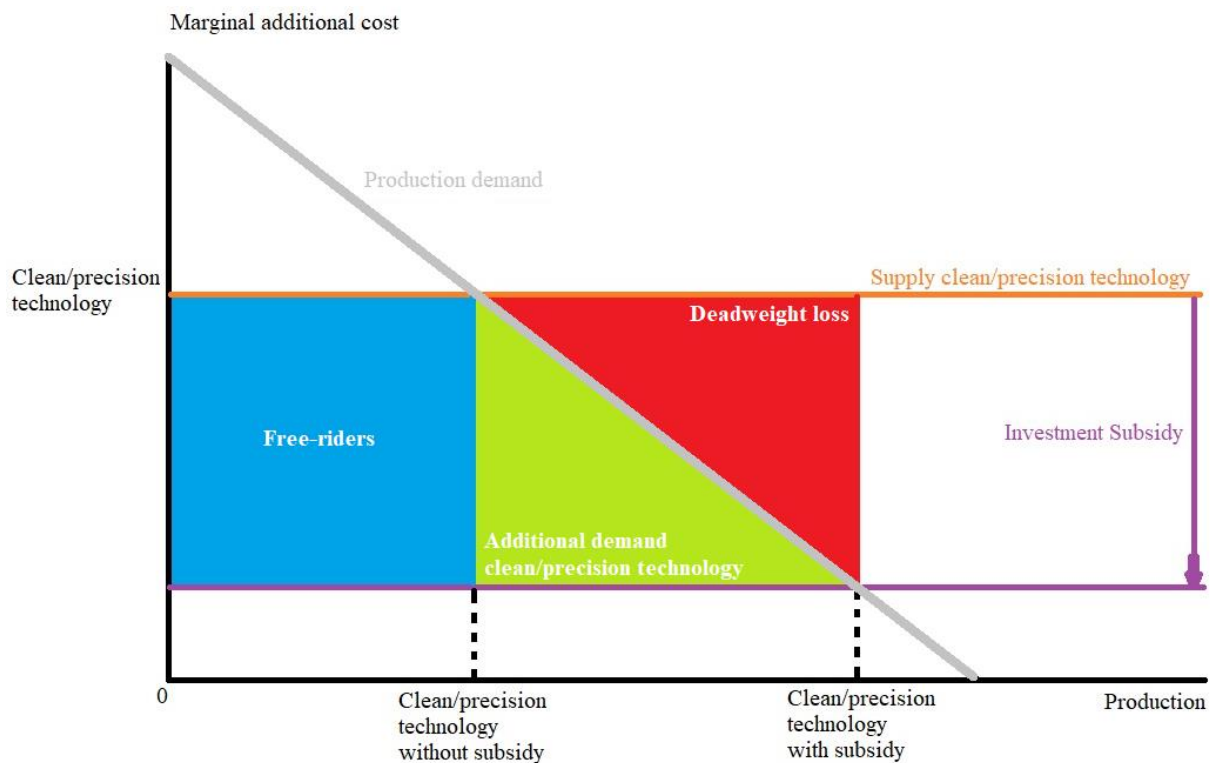 Marginal additional cost
Production demand
Clean/precision
technology
Supply clean/precision technology
Deadweight loss
Free-riders
Investment Subsidy
Additional demand
clean/precision technology
0
Clean/precision
technology
without subsidy
Clean/precision
technology
with subsidy
Production